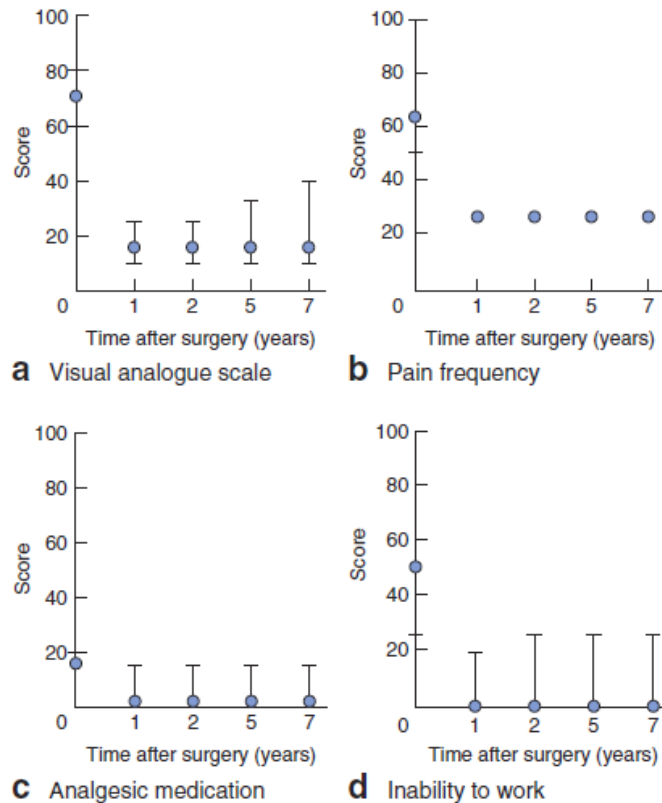 100
80
60
40
20
0
Score
1 2 5 7
Time after surgery (years)
a Visual analogue scale
100
80
60
40
20
0
Score
1 2 5 7
Time after surgery (years)
b Pain frequency
100
80
60
40
20
0
Score
1 2 5 7
Time after surgery (years)
c Analgesic medication
100
80
60
40
20
0
Score
1 2 5 7
Time after surgery (years)
d Inability to work